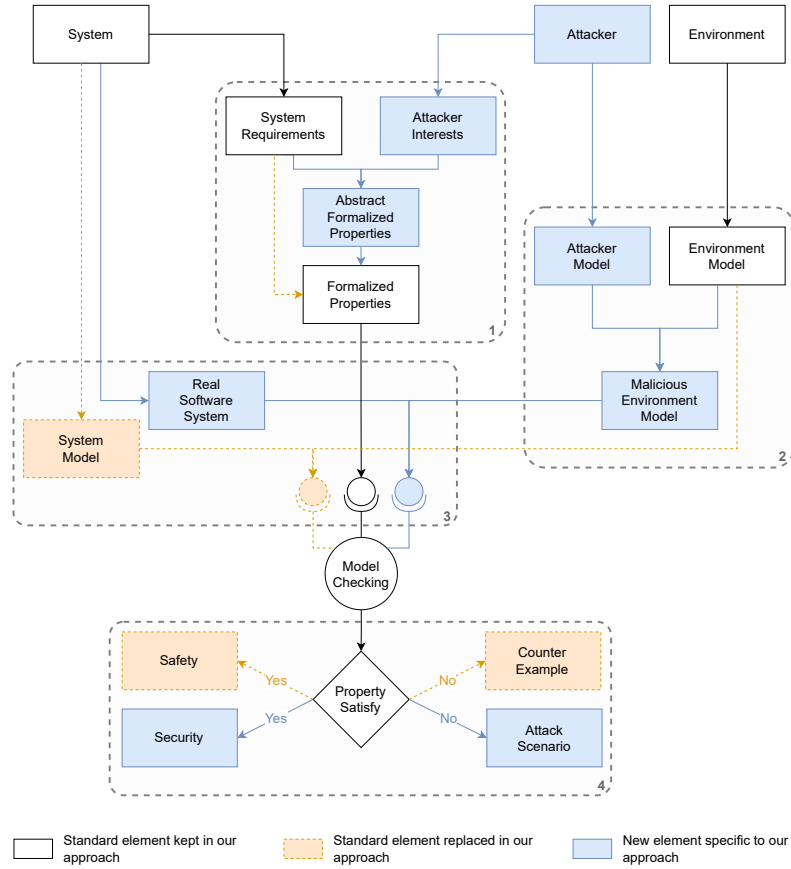 System
Attacker
Environment
System
Requirements
Attacker
Interests
Abstract
Formalized
Properties
Formalized
Properties
1
Attacker
Model
Environment
Model
Malicious
Environment
Model
2
Real
Software
System
System
Model
3
Model
Checking
Safety
Counter
Example
Yes
No
Property
Satisfy
Yes
No
Security
Attack
Scenario
4
Standard element kept in our
approach
Standard element replaced in our
approach
New element specific to our
approach